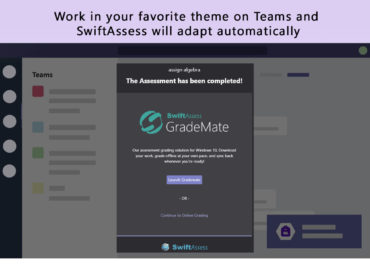 Work in your favorite theme on Teams and
SwiftAssess will adapt automatically
assign algebra
Teams
The Assessment has been completed!
SwiftAssess
GradeMate
Our assessment grading solution for Windows 10. Download
your work, grade offline at your own pace, and sync back
whenever you're ready!
Launch GradeMate
- OR -
Continue to Online Grading
SwiftAssess